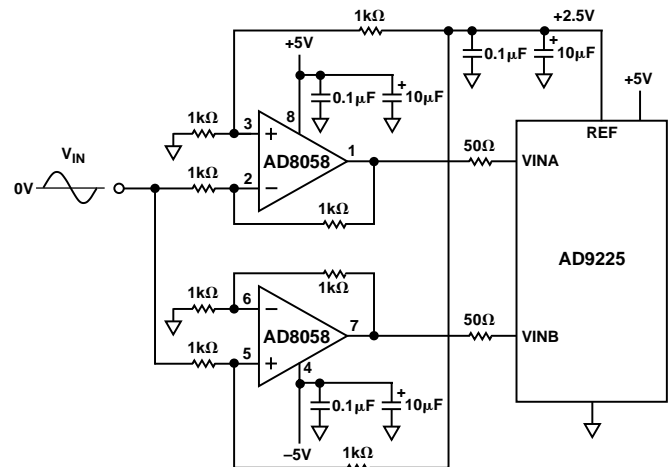 1kΩ
+2.5V
+5V
0.1μF
+
10μF
0.1μF
+
10μF
+5V
1kΩ
3
+
8
REF
VIN
AD8058
1
50Ω
VINA
0V
1kΩ
2
−
1kΩ
AD9225
1kΩ
1kΩ
6
−
AD8058
7
50Ω
VINB
1kΩ
5
+
4
0.1μF
+
10μF
−5V
1kΩ